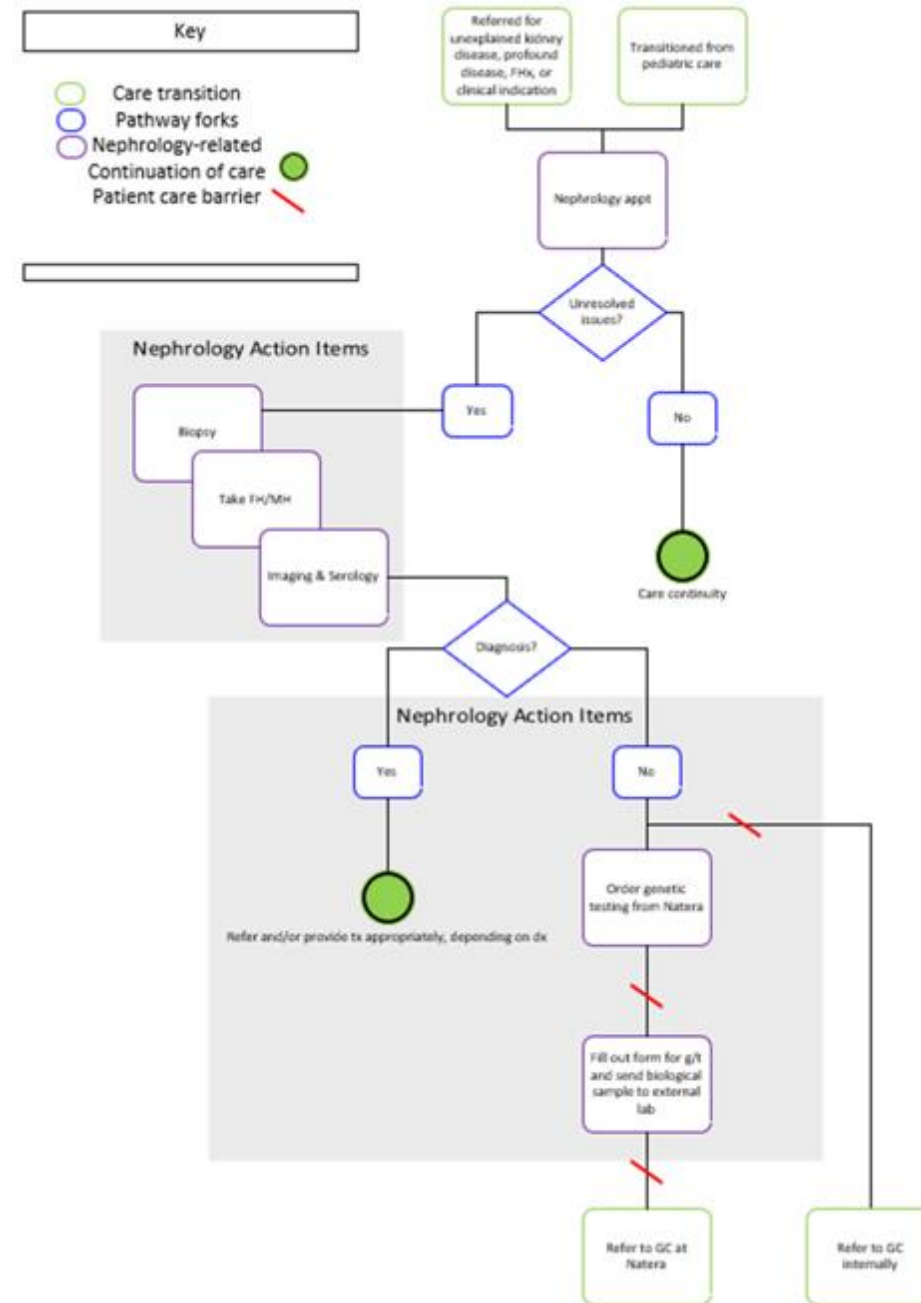 Key
Care transition
Pathway forks
Nephrology-related
Continuation of care
Patient care barrier
Referred for
unexplained kidney
disease, profound
disease, FHx, or
clinical indication
Transitioned from
pediatric care
Nephrology appt
Unresolved
issues?
Nephrology Action Items
Yes
No
Biopsy
Take FH/MH
Imaging & Serology
Care continuity
Diagnosis?
Nephrology Action Items
Yes
No
Order genetic
testing from Natera
Refer and/or provide tx appropriately, depending on dx
Fill out form for g/t
and send biological
sample to external
lab
Refer to GC at
Natera
Refer to GC
internally